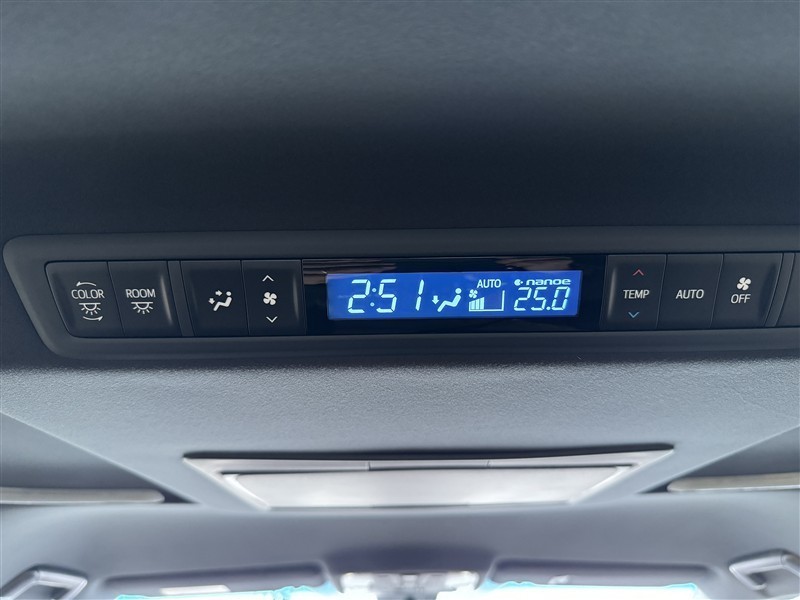 COLOR
ROOM
2:51
AUTO
nanoe
25.0
TEMP
AUTO
OFF